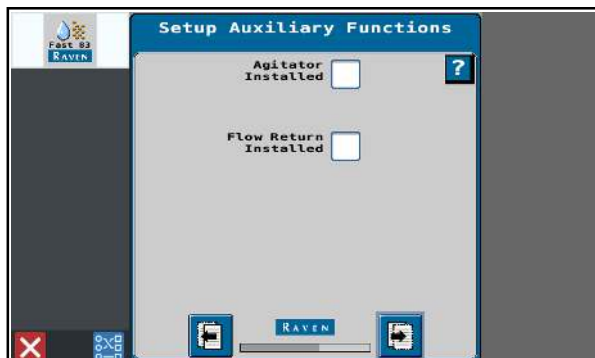 Fast 83
RAVEN
Setup Auxiliary Functions
Agitator
Installed
?
Flow Return
Installed
RAVEN